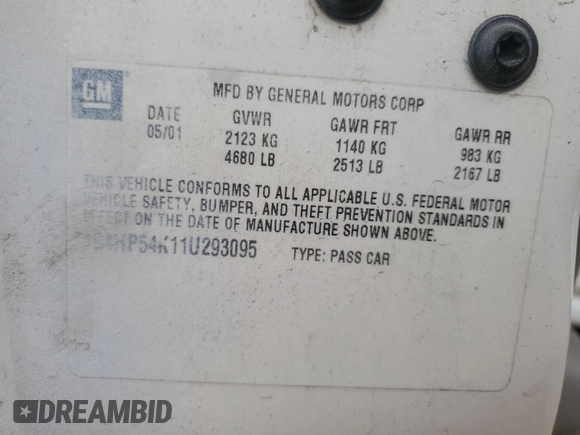 GM
MFD BY GENERAL MOTORS CORP
DATE GVWR GAWR FRT GAWR RR
05/01 2123 KG 1140 KG 983 KG
4680 LB 2513 LB 2167 LB
THIS VEHICLE CONFORMS TO ALL APPLICABLE U.S. FEDERAL MOTOR
VEHICLE SAFETY, BUMPER, AND THEFT PREVENTION STANDARDS IN
EFFECT ON THE DATE OF MANUFACTURE SHOWN ABOVE.
TYPE: PASS CAR
DREAMBID